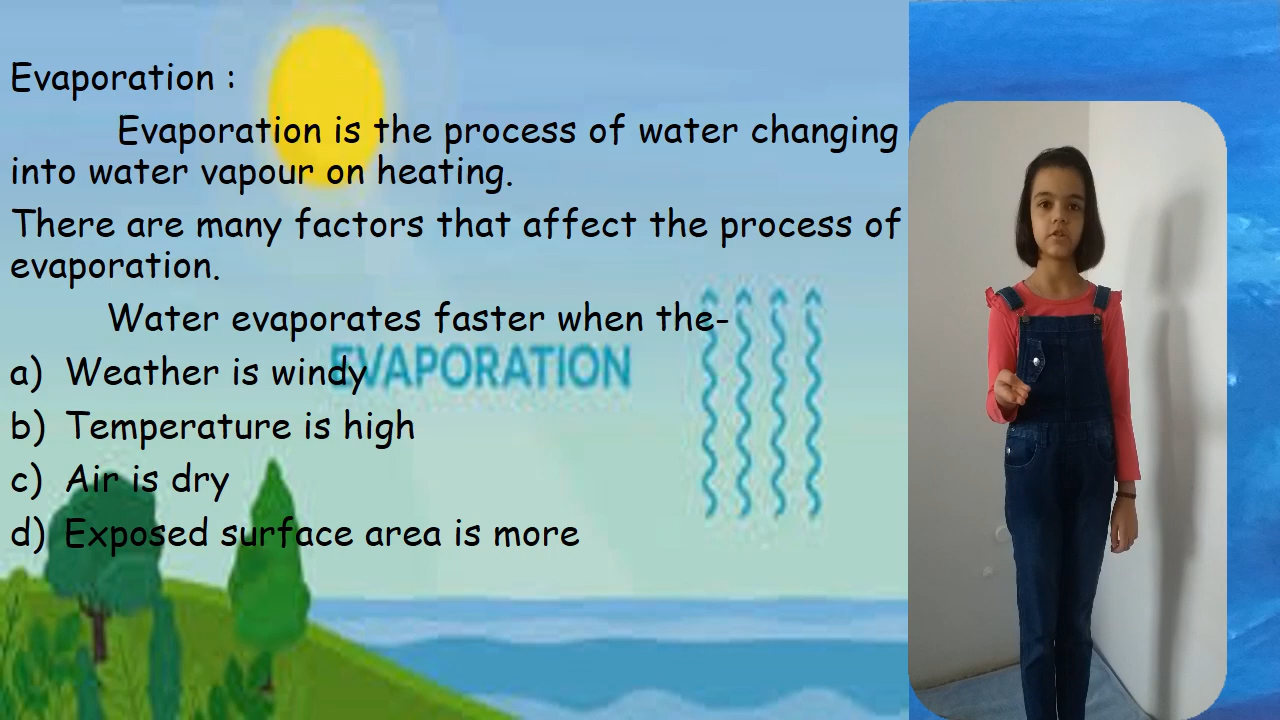 Evaporation :
Evaporation is the process of water changing
into water vapour on heating.
There are many factors that affect the process of
evaporation.
Water evaporates faster when the-
a) Weather is windy
EVAPORATION
b) Temperature is high
c) Air is dry
d) Exposed surface area is more